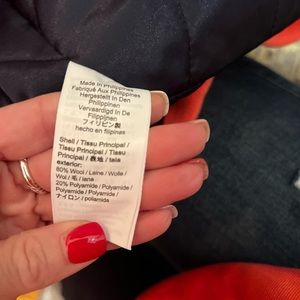 Made In Philippines
Fabriqué Aux Philippines
Hergestellt In Den
Philippinen
Vervaardigd In De
Filippijnen
フィリピン製
hecho en filipinas
Shell / Tissu Principal /
Tissu Principal / Tissu
Principal / 表地 / tela
exterior:
80% Wool / Laine / Wolle /
Wol / 毛 / lana
20% Polyamide / Polyamide /
Polyamid / Polyamide /
ナイロン / poliamida